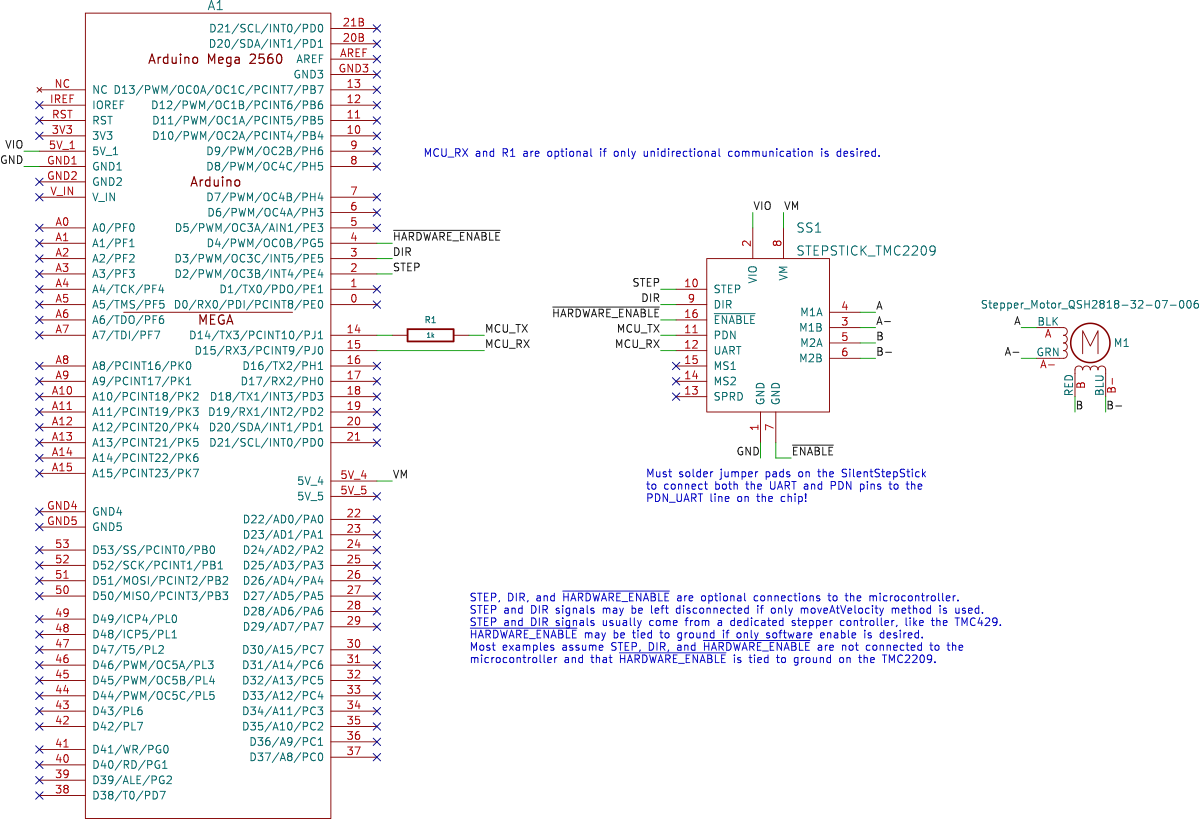 A1
D21/SCL/INT0/PD0 21B
D20/SDA/INT1/PD1 20B
Arduino Mega 2560 AREF AREF
GND3 GND3
NC NC D13/PWM/OC0A/OC1C/PCINT7/PB7 13
IREF IOREF D12/PWM/OC1B/PCINT6/PB6 12
RST RST D11/PWM/OC1A/PCINT5/PB5 11
3V3 3V3 D10/PWM/OC2A/PCINT4/PB4 10
VIO 5V_1 5V_1 D9/PWM/OC2B/PH6 9
GND GND1 GND1 D8/PWM/OC4C/PH5 8
GND2 GND2 Arduino
V_IN V_IN D7/PWM/OC4B/PH4 7
D6/PWM/OC4A/PH3 6
A0 A0/PF0 D5/PWM/OC3A/AIN1/PE3 5
A1 A1/PF1 D4/PWM/OC0B/PG5 4 HARDWARE_ENABLE
A2 A2/PF2 D3/PWM/OC3C/INT5/PE5 3 DIR
A3 A3/PF3 D2/PWM/OC3B/INT4/PE4 2 STEP
A4 A4/TCK/PF4 D1/TX0/PDO/PE1 1
A5 A5/TMS/PF5 D0/RX0/PDI/PCINT8/PE0 0
A6 A6/TDO/PF6 MEGA
A7 A7/TDI/PF7 D14/TX3/PCINT10/PJ1 14
D15/RX3/PCINT9/PJ0 15
A8 A8/PCINT16/PK0 D16/TX2/PH1 16
A9 A9/PCINT17/PK1 D17/RX2/PH0 17
A10 A10/PCINT18/PK2 D18/TX1/INT3/PD3 18
A11 A11/PCINT19/PK3 D19/RX1/INT2/PD2 19
A12 A12/PCINT20/PK4 D20/SDA/INT1/PD1 20
A13 A13/PCINT21/PK5 D21/SCL/INT0/PD0 21
A14 A14/PCINT22/PK6
A15 A15/PCINT23/PK7
5V_4 5V_4 VM
5V_5 5V_5
GND4 GND4
GND5 GND5
D22/AD0/PA0 22
D23/AD1/PA1 23
53 D53/SS/PCINT0/PB0 D24/AD2/PA2 24
52 D52/SCK/PCINT1/PB1 D25/AD3/PA3 25
51 D51/MOSI/PCINT2/PB2 D26/AD4/PA4 26
50 D50/MISO/PCINT3/PB3 D27/AD5/PA5 27
D28/AD6/PA6 28
49 D49/ICP4/PL0 D29/AD7/PA7 29
48 D48/ICP5/PL1
47 D47/T5/PL2 D30/A15/PC7 30
46 D46/PWM/OC5A/PL3 D31/A14/PC6 31
45 D45/PWM/OC5B/PL4 D32/A13/PC5 32
44 D44/PWM/OC5C/PL5 D33/A12/PC4 33
43 D43/PL6 D34/A11/PC3 34
42 D42/PL7 D35/A10/PC2 35
D36/A9/PC1 36
41 D41/WR/PG0 D37/A8/PC0 37
40 D40/RD/PG1
39 D39/ALE/PG2
38 D38/T0/PD7
R1
1k
MCU_TX
MCU_RX
MCU_RX and R1 are optional if only unidirectional communication is desired.
VIO VM
2 8
SS1
STEPSTICK_TMC2209
VIO VM
STEP 10 STEP
DIR 9 DIR
HARDWARE_ENABLE 16 ENABLE
MCU_TX 11 PDN
MCU_RX 12 UART
15 MS1
14 MS2
13 SPRD
M1A 4 A
M1B 3 A-
M2A 5 B
M2B 6 B-
GND GND
1 7
GND ENABLE
Must solder jumper pads on the SilentStepStick
to connect both the UART and PDN pins to the
PDN_UART line on the chip!
Stepper_Motor_QSH2818-32-07-006
A BLK
A
M M1
A- GRN
A-
RED B BLU B-
B B-
STEP, DIR, and HARDWARE_ENABLE are optional connections to the microcontroller.
STEP and DIR signals may be left disconnected if only moveAtVelocity method is used.
STEP and DIR signals usually come from a dedicated stepper controller, like the TMC429.
HARDWARE_ENABLE may be tied to ground if only software enable is desired.
Most examples assume STEP, DIR, and HARDWARE_ENABLE are not connected to the
microcontroller and that HARDWARE_ENABLE is tied to ground on the TMC2209.